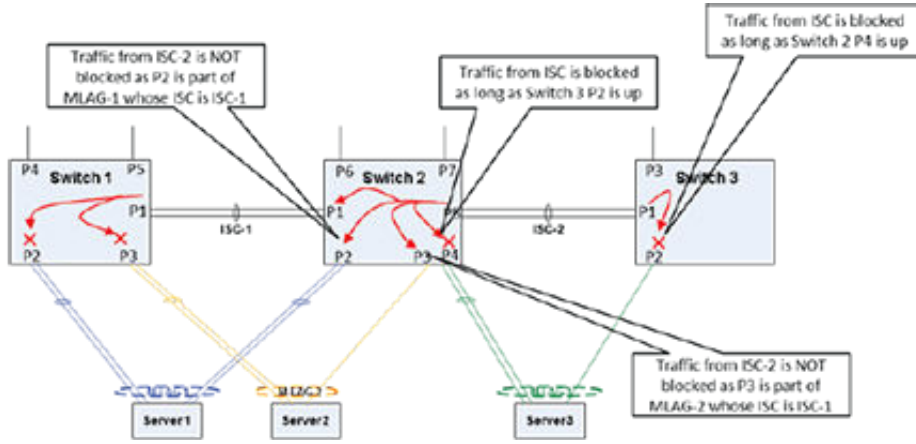 Traffic from ISC is blocked
as long as Switch 2 P4 is up
Traffic from ISC-2 is NOT
blocked as P2 is part of
MLAG-1 whose ISC is ISC-1
Traffic from ISC is blocked
as long as Switch 3 P2 is up
P4
P5
P6
P7
P3
Switch 1
Switch 2
Switch 3
P1
P1
P1
ISC-1
ISC-2
P2
P3
P2
P3
P4
P2
Traffic from ISC-2 is NOT
blocked as P3 is part of
MLAG-2 whose ISC is ISC-1
Server1
Server2
Server3